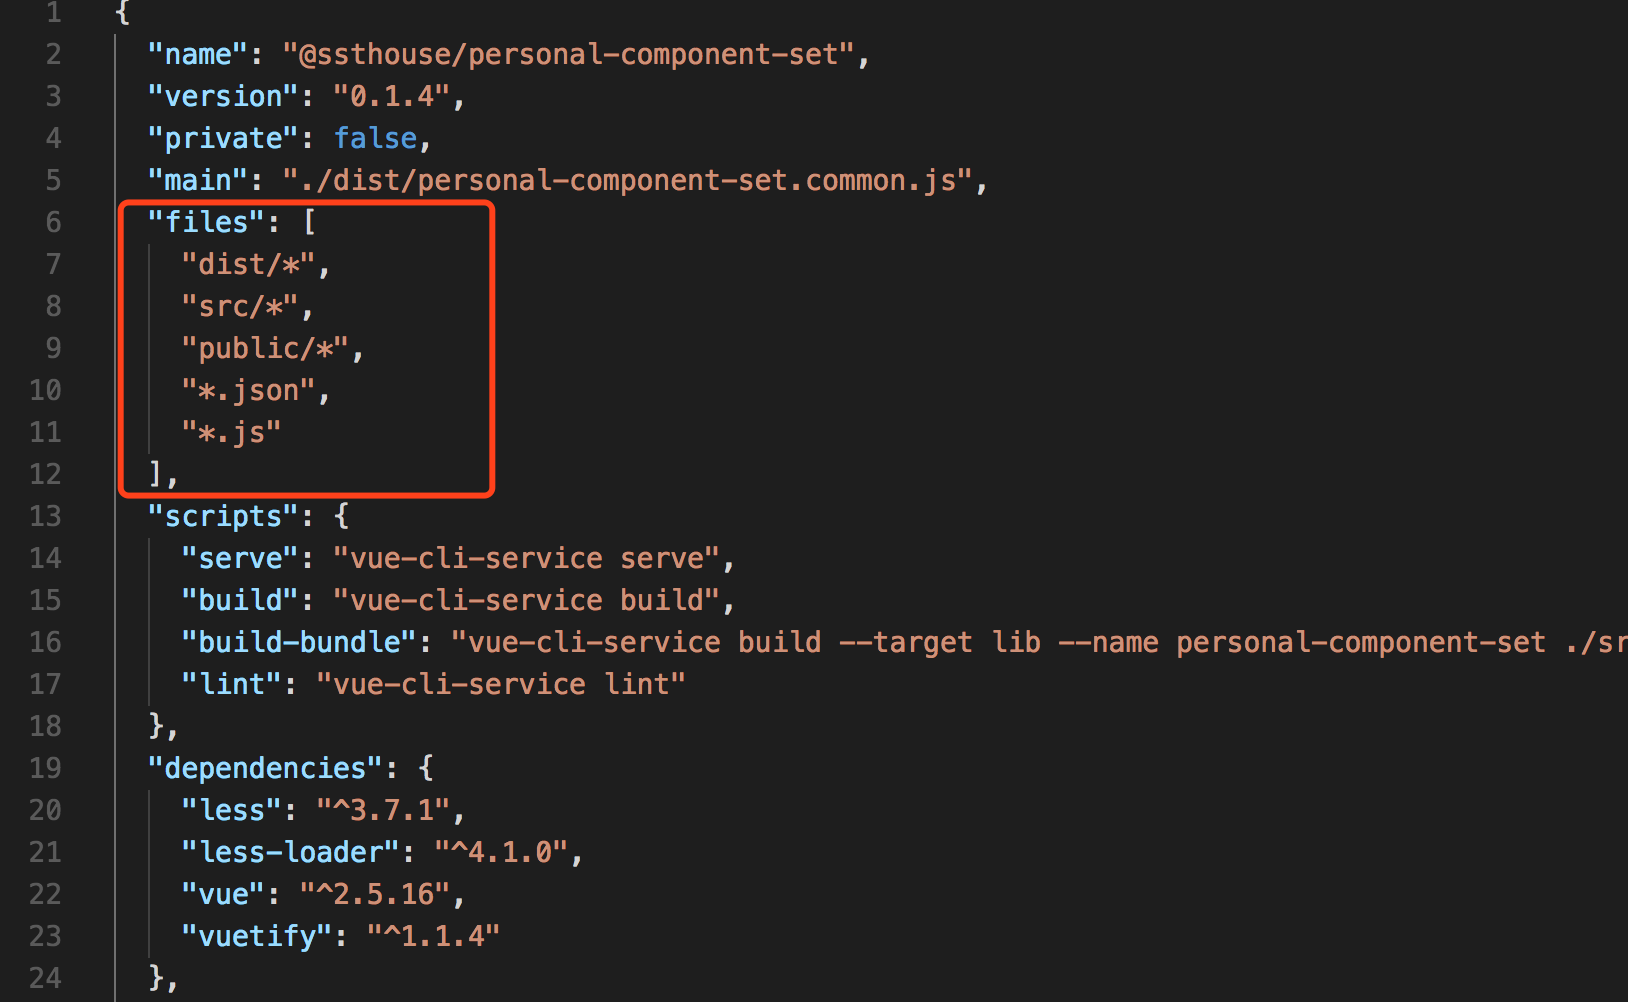 1 {
2 "name": "@ssthouse/personal-component-set",
3 "version": "0.1.4",
4 "private": false,
5 "main": "./dist/personal-component-set.common.js",
6 "files": [
7 "dist/*",
8 "src/*",
9 "public/*",
10 "*.json",
11 "*.js"
12 ],
13 "scripts": {
14 "serve": "vue-cli-service serve",
15 "build": "vue-cli-service build",
16 "build-bundle": "vue-cli-service build --target lib --name personal-component-set ./sr
17 "lint": "vue-cli-service lint"
18 },
19 "dependencies": {
20 "less": "^3.7.1",
21 "less-loader": "^4.1.0",
22 "vue": "^2.5.16",
23 "vuetify": "^1.1.4"
24 },